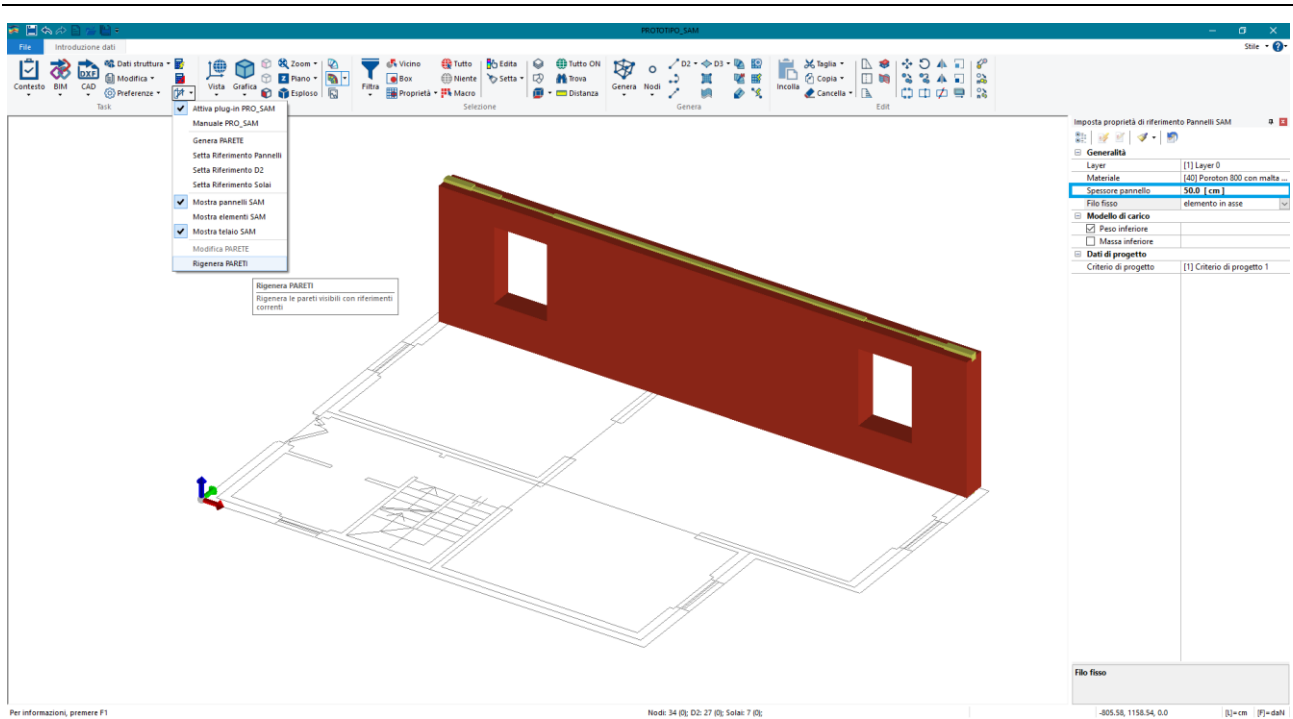 PROTOTIPO_SAM
File Introduzione dati Stile
Contesto BIM CAD DXF Dati struttura Modifica Preferenze
Vista Grafica Zoom Piano Esploso
Filtra Vicino Box Proprietà Tutto Niente Macro Edita Setta Tutto ON Trova Distanza
Genera Nodi D2 D3
Incolla Taglia Copia Cancella
Task Selezione Genera Edit
Attiva plug-in PRO_SAM
Manuale PRO_SAM
Genera PARETE
Setta Riferimento Pannelli
Setta Riferimento D2
Setta Riferimento Solai
Mostra pannelli SAM
Mostra elementi SAM
Mostra telaio SAM
Modifica PARETE
Rigenera PARETI
Rigenera PARETI
Rigenera le pareti visibili con riferimenti
correnti
Imposta proprietà di riferimento Pannelli SAM
Generalità
Layer [1] Layer 0
Materiale [40] Poroton 800 con malta ...
Spessore pannello 50.0 [ cm ]
Filo fisso elemento in asse
Modello di carico
Peso inferiore
Massa inferiore
Dati di progetto
Criterio di progetto [1] Criterio di progetto 1
Filo fisso
Per informazioni, premere F1 Nodi: 34 (0); D2: 27 (0); Solai: 7 (0); -805.58, 1158.54, 0.0 [L]=cm [F]=daN